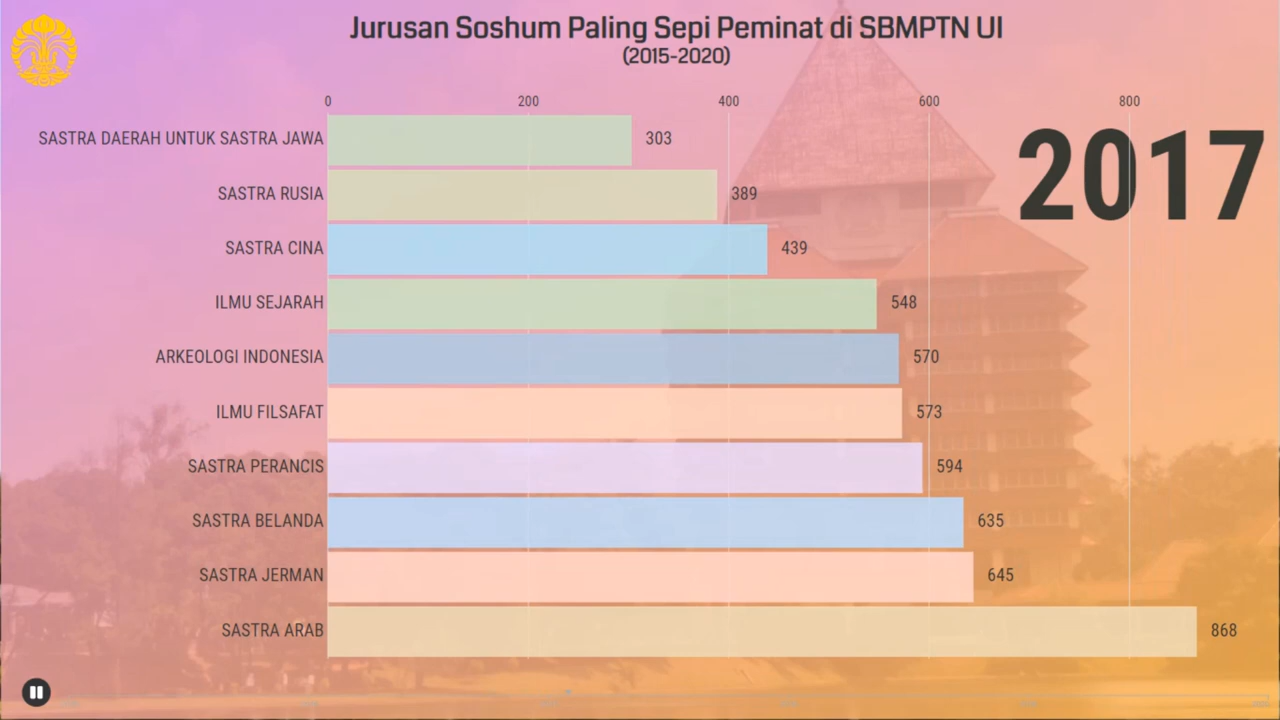 Jurusan Soshum Paling Sepi Peminat di SBMPTN UI
(2015-2020)
0 200 400 600 800
2017
SASTRA DAERAH UNTUK SASTRA JAWA 303
SASTRA RUSIA 389
SASTRA CINA 439
ILMU SEJARAH 548
ARKEOLOGI INDONESIA 570
ILMU FILSAFAT 573
SASTRA PERANCIS 594
SASTRA BELANDA 635
SASTRA JERMAN 645
SASTRA ARAB 868